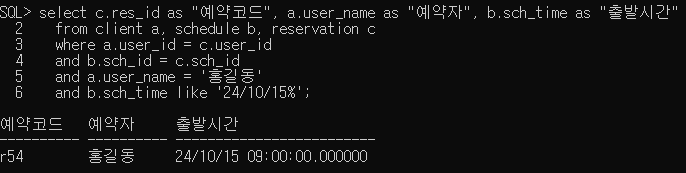 SQL> select c.res_id as "예약코드", a.user_name as "예약자", b.sch_time as "출발시간"
2 from client a, schedule b, reservation c
3 where a.user_id = c.user_id
4 and b.sch_id = c.sch_id
5 and a.user_name = '홍길동'
6 and b.sch_time like '24/10/15%';
예약코드 예약자 출발시간
---------- ---------- -------------------------
r54 홍길동 24/10/15 09:00:00.000000